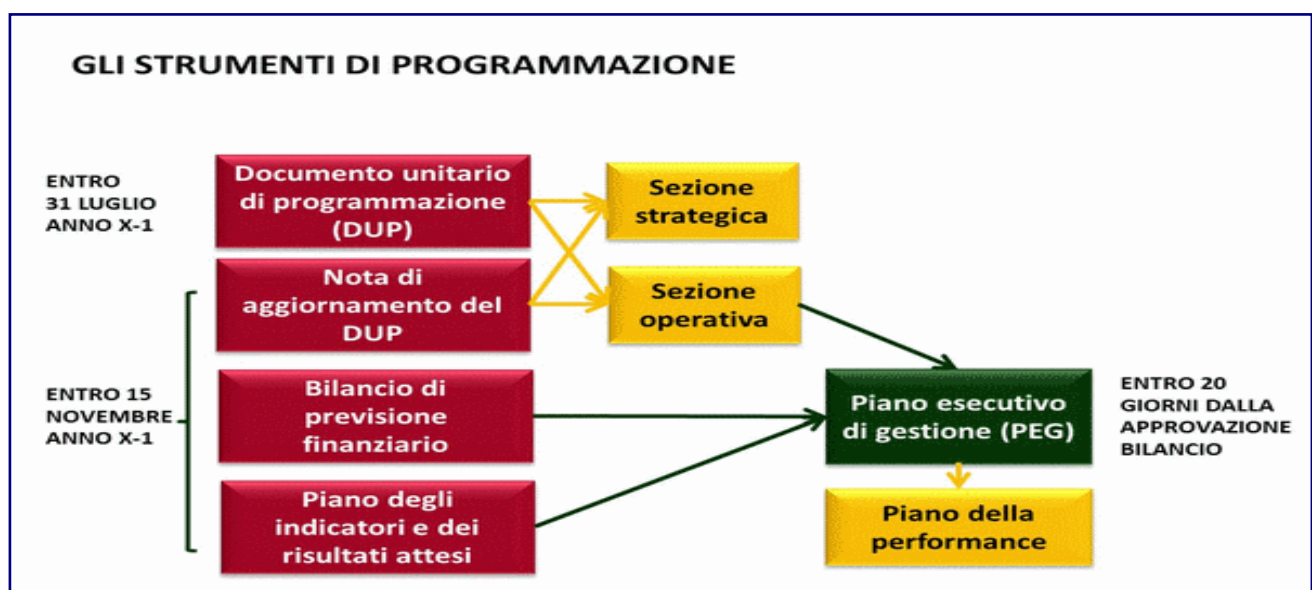 GLI STRUMENTI DI PROGRAMMAZIONE
ENTRO
31 LUGLIO
ANNO X-1
Documento unitario
di programmazione
(DUP)
Sezione
strategica
Nota di
aggiornamento del
DUP
Sezione
operativa
ENTRO 15
NOVEMBRE
ANNO X-1
Bilancio di
previsione
finanziario
Piano esecutivo
di gestione (PEG)
ENTRO 20
GIORNI DALLA
APPROVAZIONE
BILANCIO
Piano degli
indicatori e dei
risultati attesi
Piano della
performance